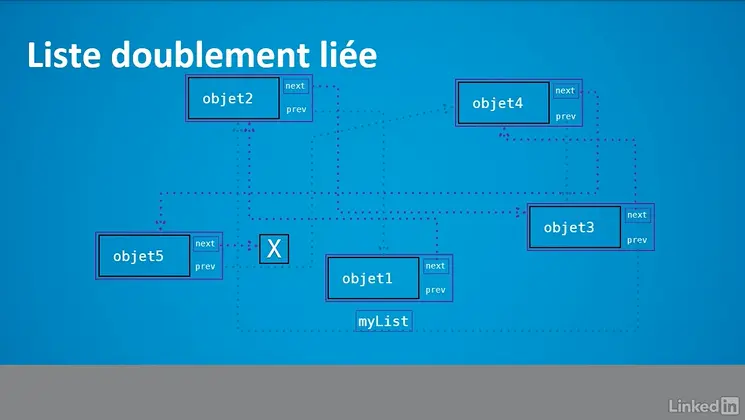 Liste doublement liée
objet2
next
prev
objet4
next
prev
objet5
next
prev
X
objet1
next
prev
objet3
next
prev
myList
LinkedIn